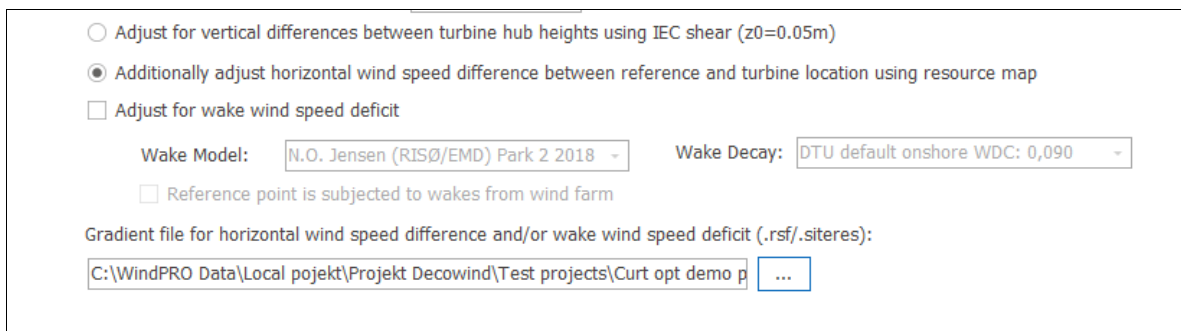 Adjust for vertical differences between turbine hub heights using IEC shear (z0=0.05m)
Additionally adjust horizontal wind speed difference between reference and turbine location using resource map
Adjust for wake wind speed deficit
Wake Model: N.O. Jensen (RISØ/EMD) Park 2 2018 Wake Decay: DTU default onshore WDC: 0,090
Reference point is subjected to wakes from wind farm
Gradient file for horizontal wind speed difference and/or wake wind speed deficit (.rsf/.siteres):
C:\WindPRO Data\Local pojekt\Projekt Decowind\Test projects\Curt opt demo p ...